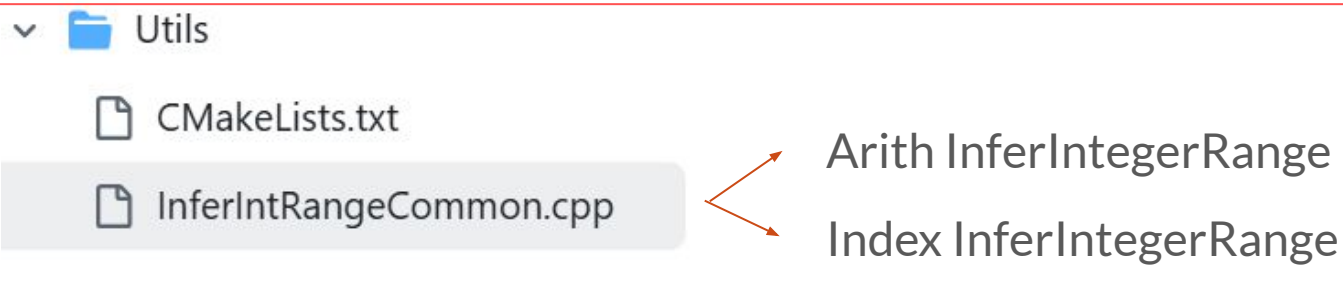 Utils
CMakeLists.txt
InferIntRangeCommon.cpp
Arith InferIntegerRange
Index InferIntegerRange